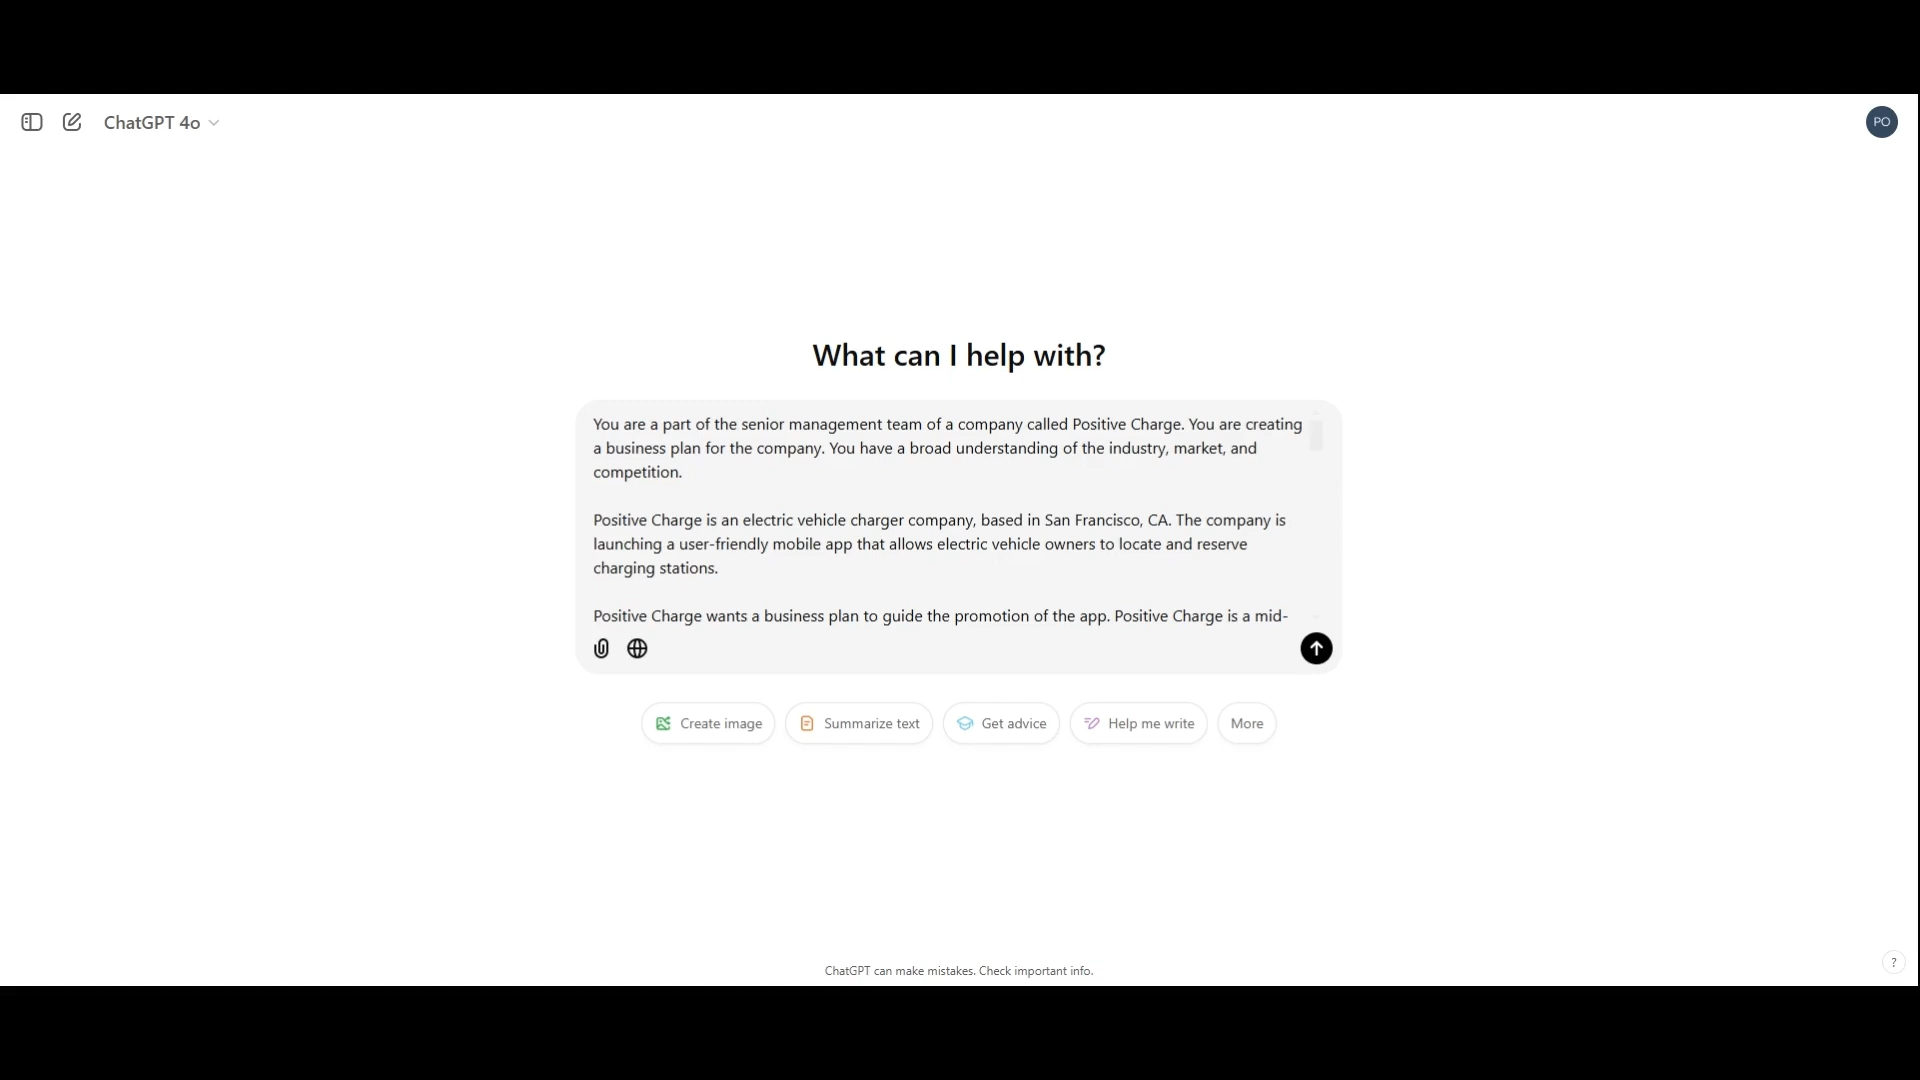 ChatGPT 4o
PO
What can I help with?
You are a part of the senior management team of a company called Positive Charge. You are creating
a business plan for the company. You have a broad understanding of the industry, market, and
competition.
Positive Charge is an electric vehicle charger company, based in San Francisco, CA. The company is
launching a user-friendly mobile app that allows electric vehicle owners to locate and reserve
charging stations.
Positive Charge wants a business plan to guide the promotion of the app. Positive Charge is a mid-
Create image
Summarize text
Get advice
Help me write
More
ChatGPT can make mistakes. Check important info.
?